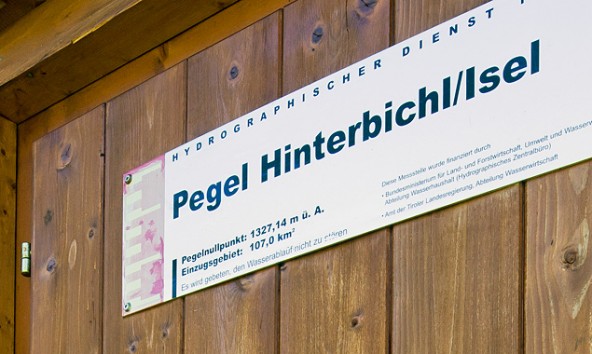 HYDROGRAPHISCHER DIENST
Pegel Hinterbichl/Isel
Pegelnullpunkt: 1327,14 m ü. A.
Einzugsgebiet: 107,0 km²
Es wird gebeten, den Wasserablauf nicht zu stören
Diese Messstelle wurde finanziert durch
• Bundesministerium für Land- und Forstwirtschaft, Umwelt und
Abteilung Wasserhaushalt (Hydrographisches Zentralbüro)
• Amt der Tiroler Landesregierung, Abteilung Wasserwirtschaft